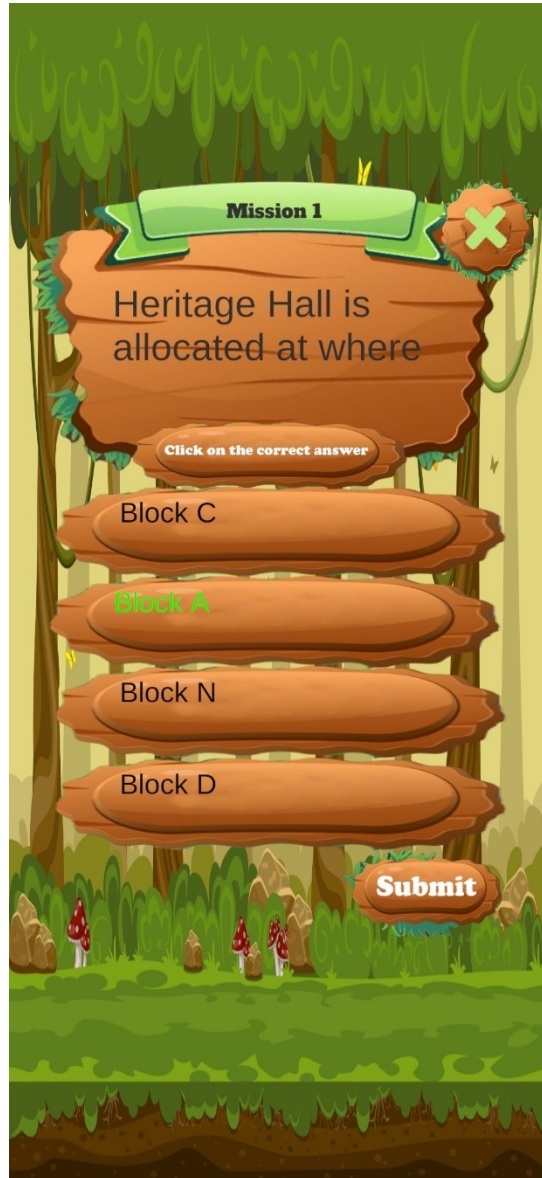 Mission 1
Heritage Hall is
allocated at where
Click on the correct answer
Block C
Block A
Block N
Block D
Submit